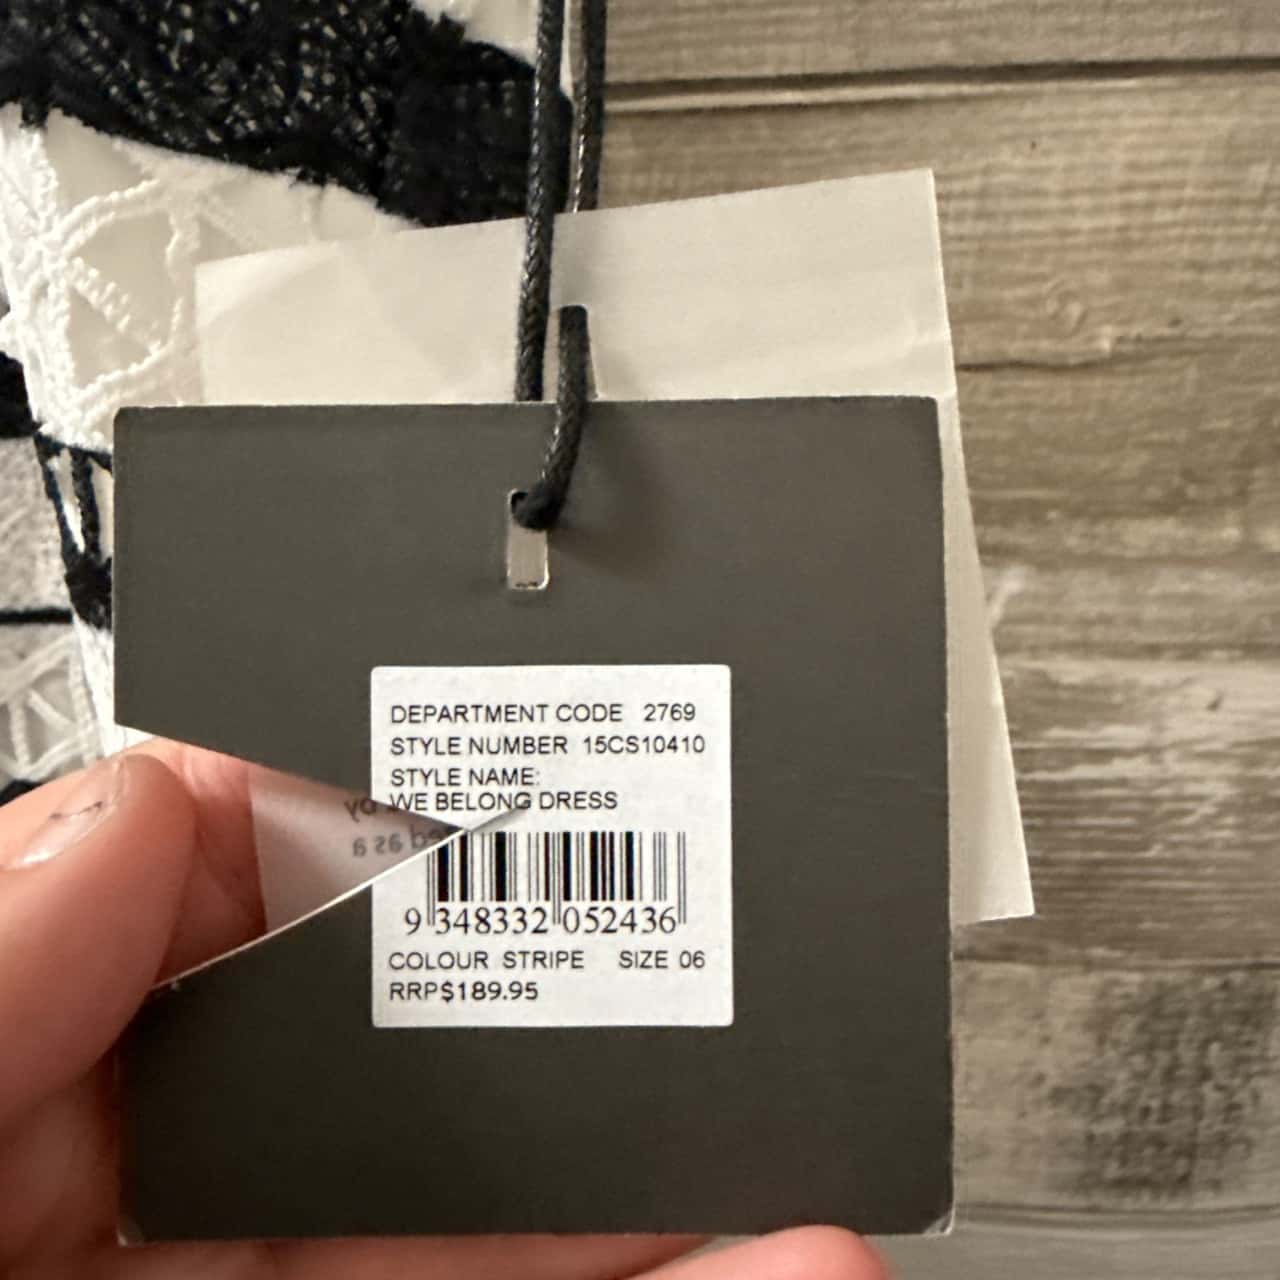 DEPARTMENT CODE 2769
STYLE NUMBER 15CS10410
STYLE NAME:
WE BELONG DRESS
9 348332 052436
COLOUR STRIPE SIZE 06
RRP$189.95